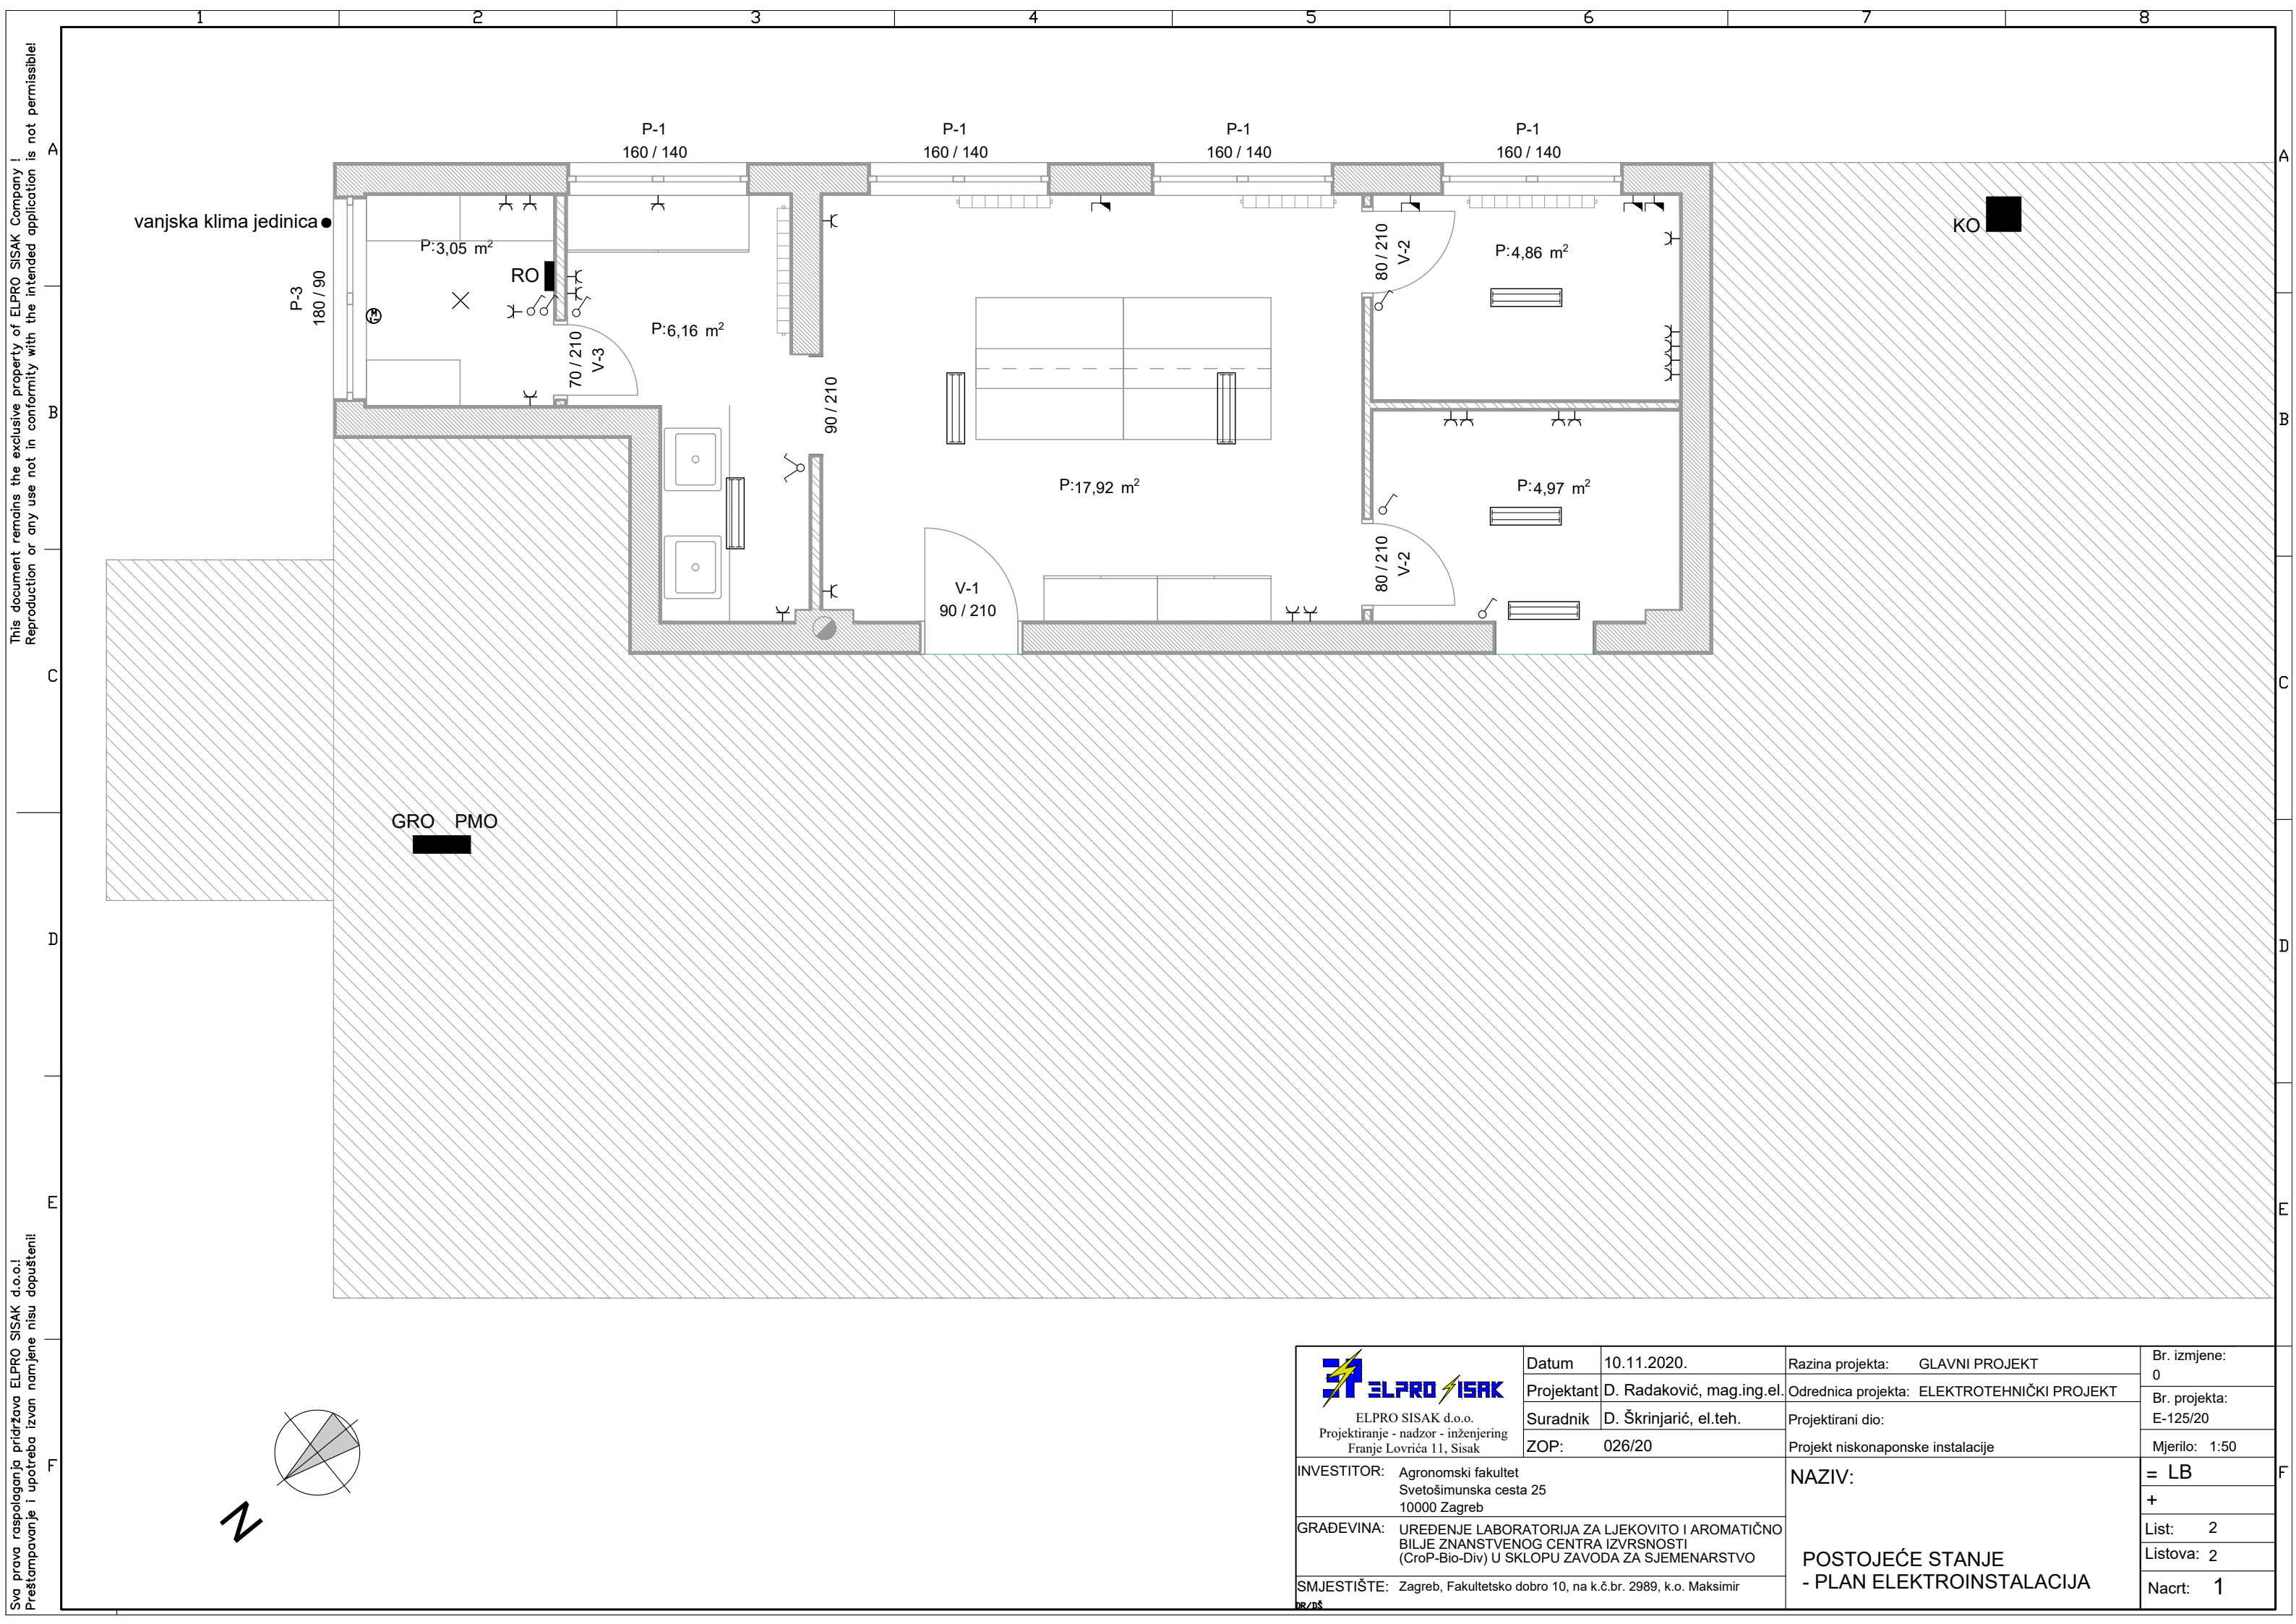 1 2 3 4 5 6 7 8
This document remains the exclusive property of ELPRO SISAK Company !
Reproduction or any use not in conformity with the intended application is not permissible!
A
A
P-1
160 / 140
P-1
160 / 140
P-1
160 / 140
P-1
160 / 140
vanjska klima jedinica
P-3
180 / 90
P:3,05 m²
RO
M
70 / 210
V-3
P:6,16 m²
90 / 210
80 / 210
V-2
P:4,86 m²
KO
B
B
P:17,92 m²
P:4,97 m²
V-1
90 / 210
80 / 210
V-2
C
C
GRO PMO
D
D
E
E
Sva prava raspolaganja pridržava ELPRO SISAK d.o.o.!
Preštampavanje i upotreba izvan namjene nisu dopušteni!
F
F
N
ELPRO SISAK
ELPRO SISAK d.o.o.
Projektiranje - nadzor - inženjering
Franje Lovrića 11, Sisak
Datum 10.11.2020.
Projektant D. Radaković, mag.ing.el.
Suradnik D. Škrinjarić, el.teh.
ZOP: 026/20
Razina projekta: GLAVNI PROJEKT
Odrednica projekta: ELEKTROTEHNIČKI PROJEKT
Projektirani dio:
Projekt niskonaponske instalacije
Br. izmjene:
0
Br. projekta:
E-125/20
Mjerilo: 1:50
INVESTITOR: Agronomski fakultet
Svetošimunska cesta 25
10000 Zagreb
GRAĐEVINA: UREĐENJE LABORATORIJA ZA LJEKOVITO I AROMATIČNO
BILJE ZNANSTVENOG CENTRA IZVRSNOSTI
(CroP-Bio-Div) U SKLOPU ZAVODA ZA SJEMENARSTVO
SMJESTIŠTE: Zagreb, Fakultetsko dobro 10, na k.č.br. 2989, k.o. Maksimir
DR/DŠ
NAZIV:
POSTOJEĆE STANJE
- PLAN ELEKTROINSTALACIJA
= LB
+
List: 2
Listova: 2
Nacrt: 1